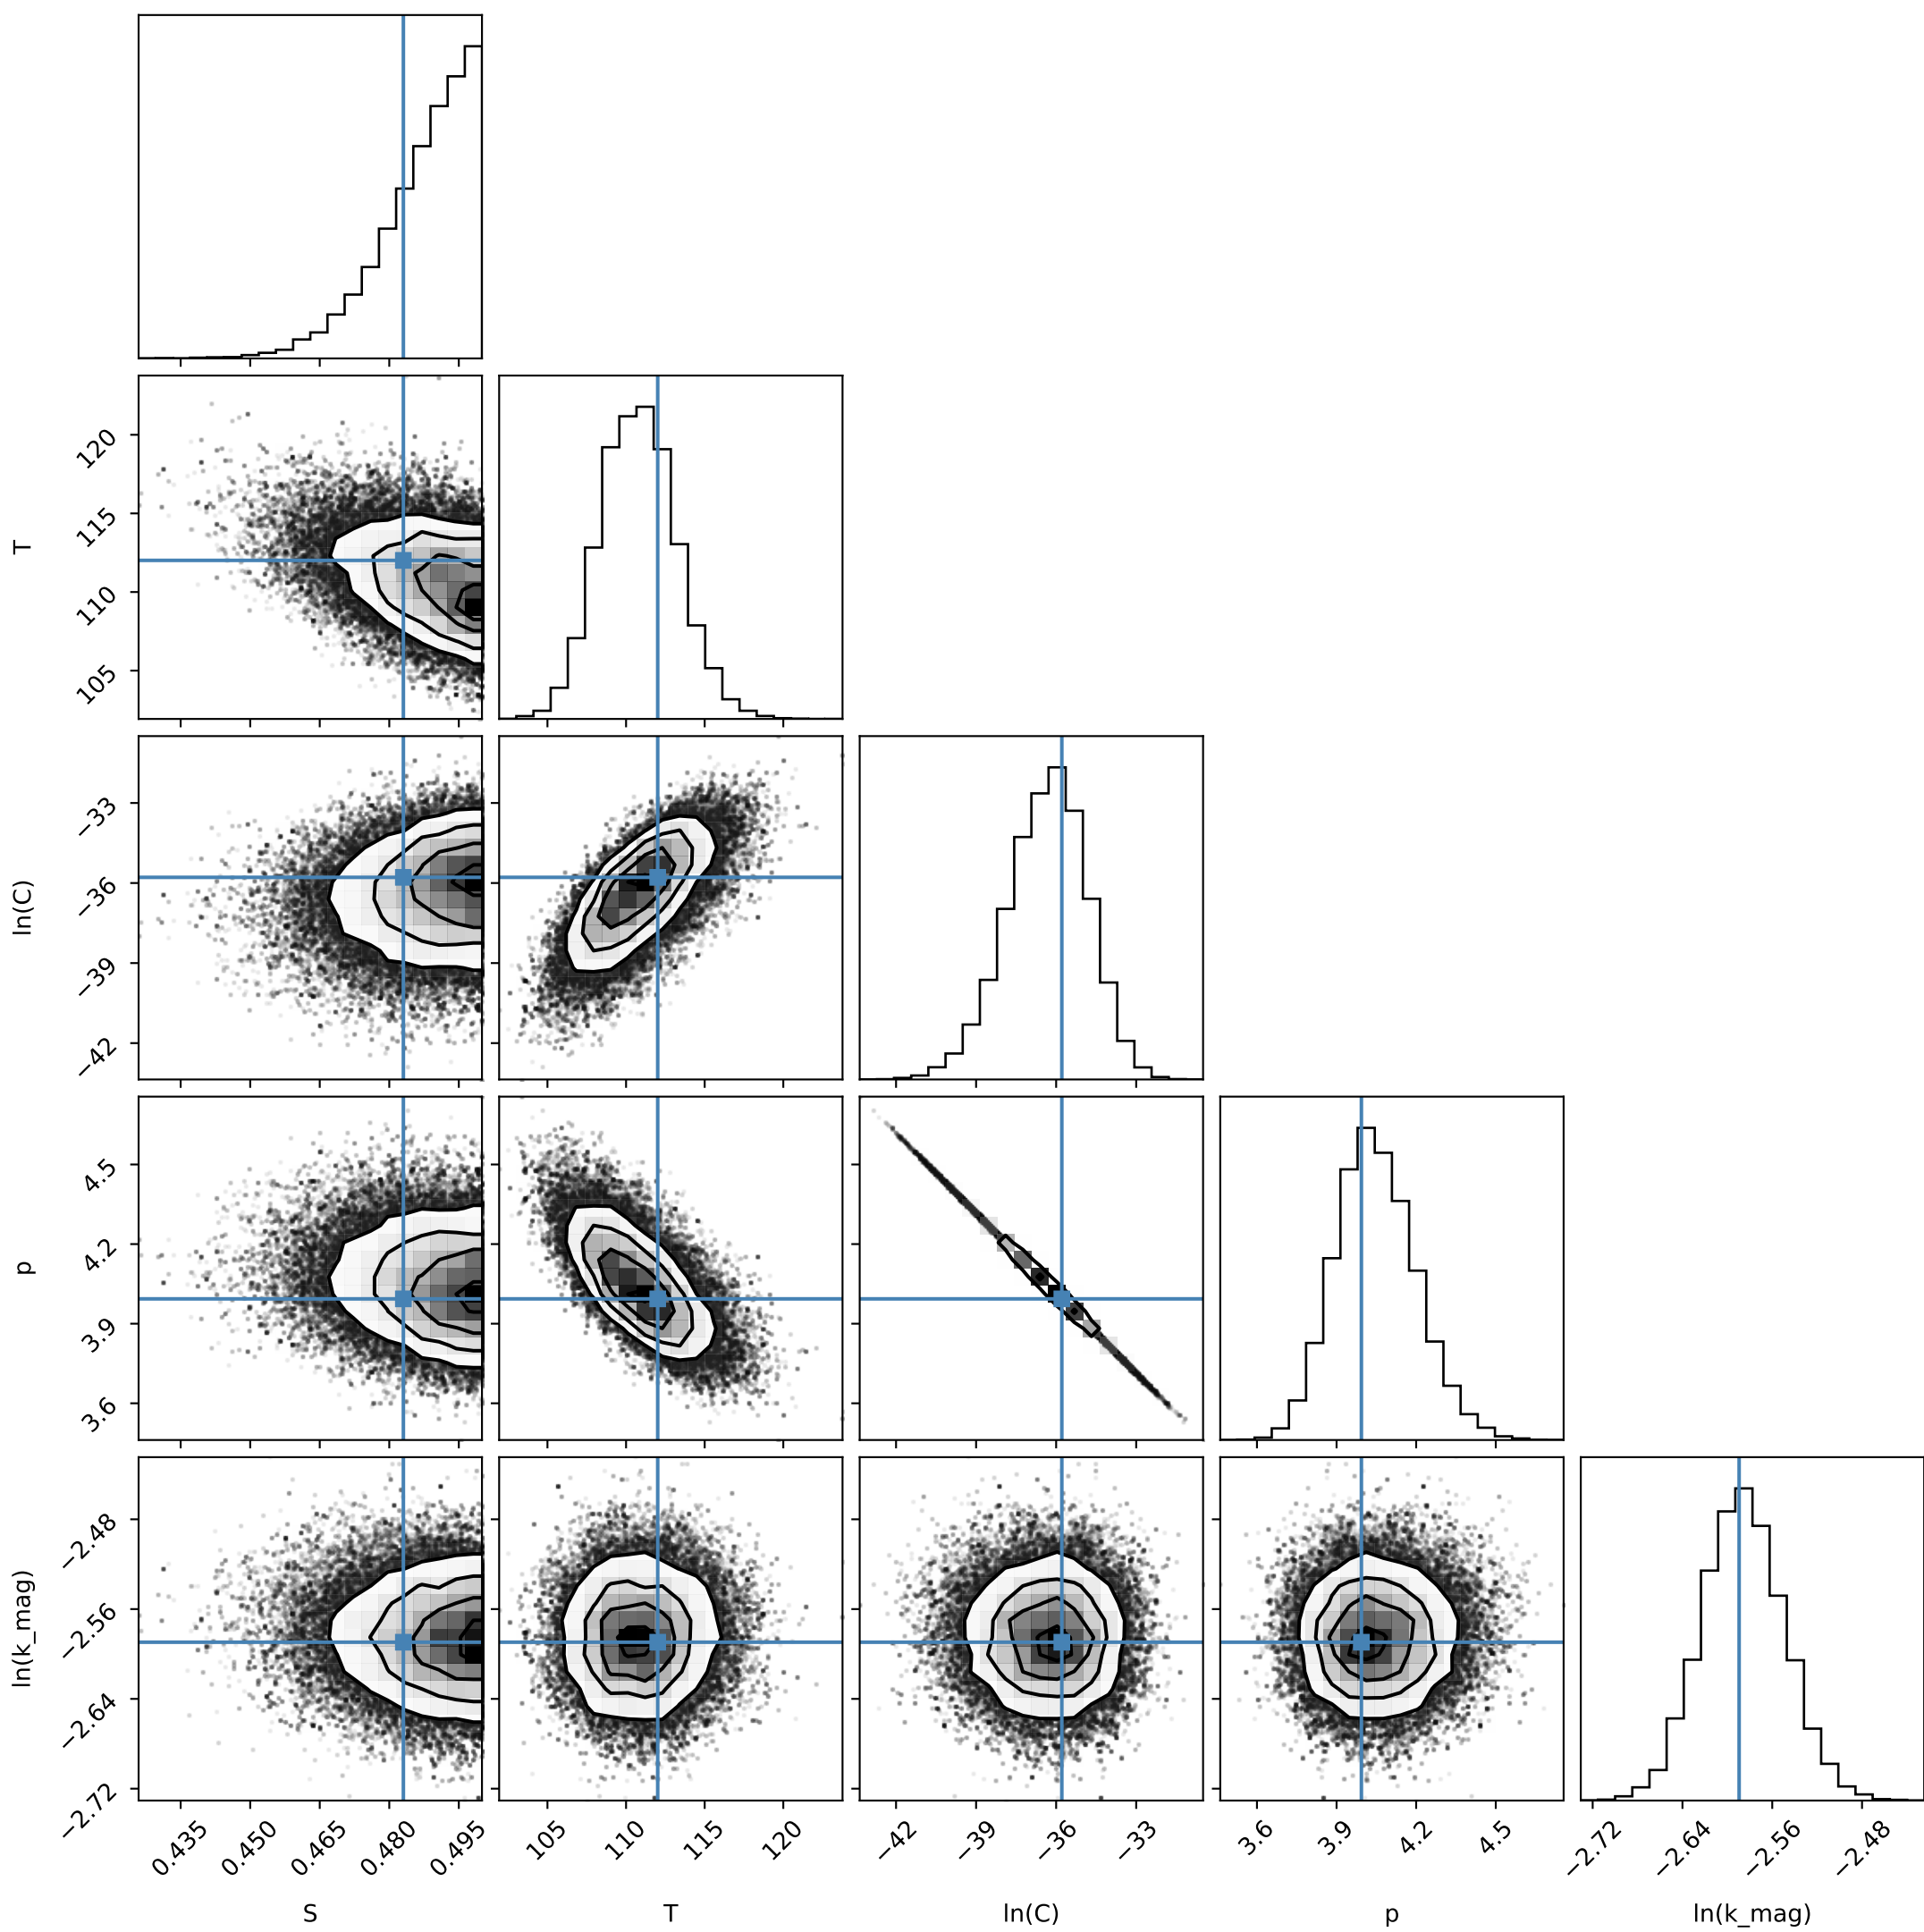 120
115
110
105
T
−33
−36
−39
−42
ln(C)
4.5
4.2
3.9
3.6
p
−2.48
−2.56
−2.64
−2.72
ln(k_mag)
0.435 0.450 0.465 0.480 0.495
105 110 115 120
−42 −39 −36 −33
3.6 3.9 4.2 4.5
−2.72 −2.64 −2.56 −2.48
S T ln(C) p ln(k_mag)